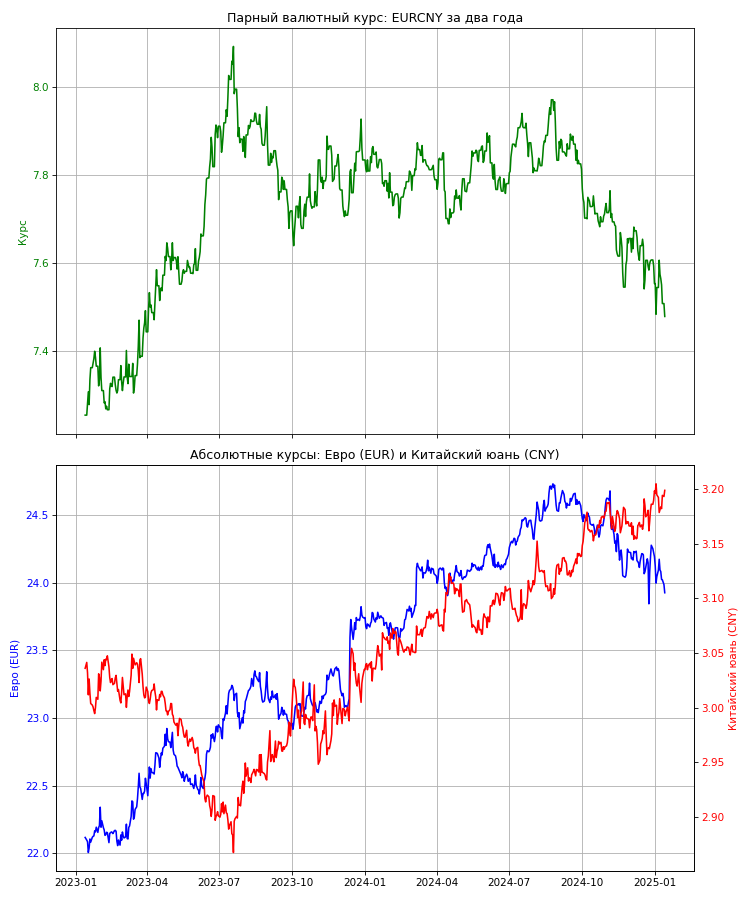 Парный валютный курс: EURCNY за два года
8.0
7.8
7.6
7.4
Курс
Абсолютные курсы: Евро (EUR) и Китайский юань (CNY)
24.5
24.0
23.5
23.0
22.5
22.0
Евро (EUR)
3.20
3.15
3.10
3.05
3.00
2.95
2.90
Китайский юань (CNY)
2023-01 2023-04 2023-07 2023-10 2024-01 2024-04 2024-07 2024-10 2025-01